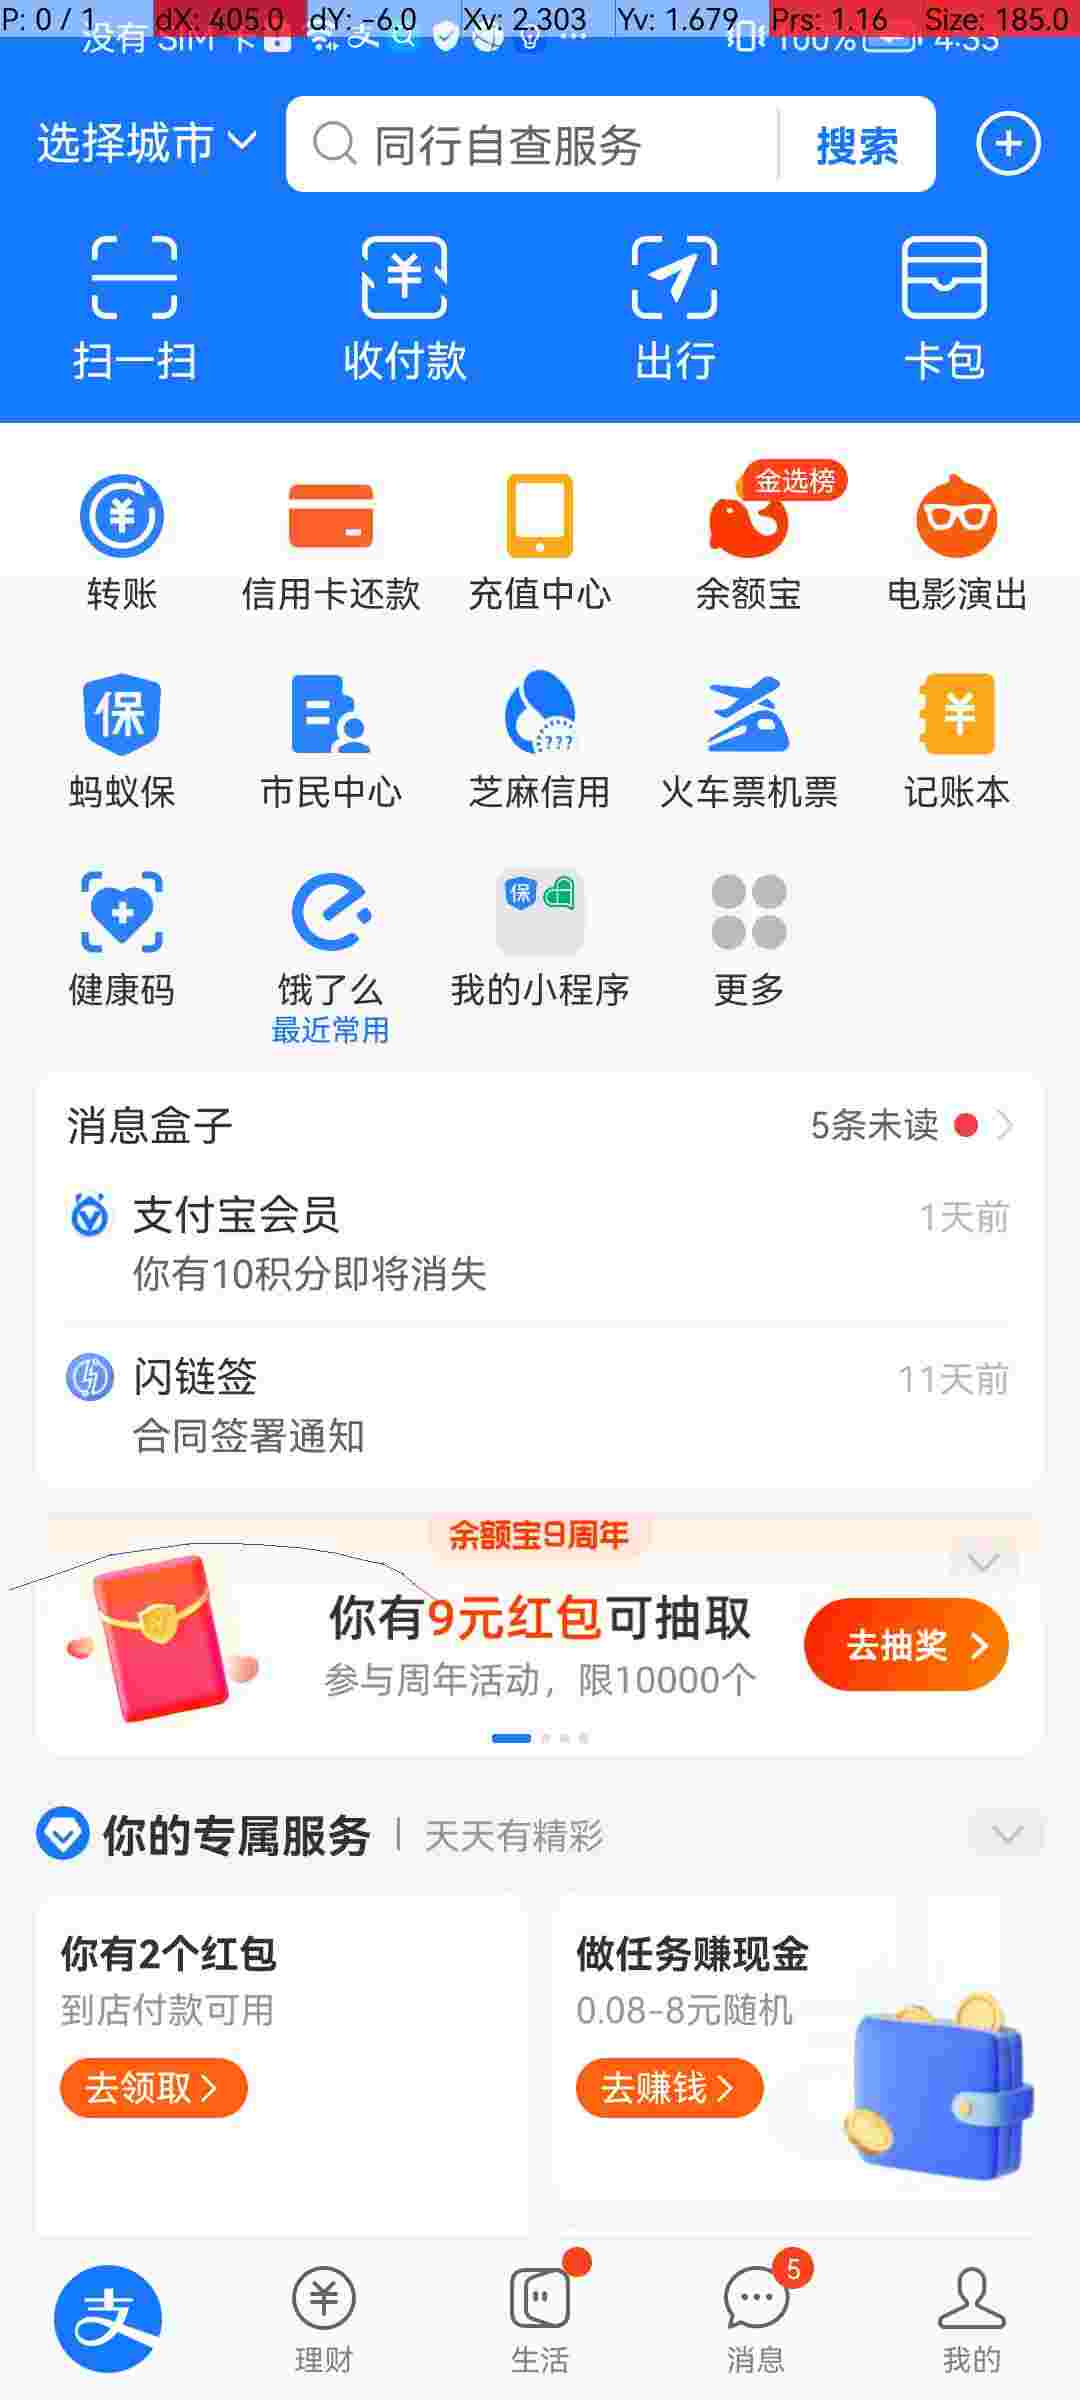 P: 0 / 1 dX: 405.0 dY: -6.0 Xv: 2.303 Yv: 1.679 Prs: 1.16 Size: 185.0
没有 SIM 卡 100% 4:33
选择城市 同行自查服务 搜索
扫一扫 收付款 出行 卡包
金选榜
转账 信用卡还款 充值中心 余额宝 电影演出
保 ???
蚂蚁保 市民中心 芝麻信用 火车票机票 记账本
保
健康码 饿了么 我的小程序 更多
最近常用
消息盒子 5条未读
支付宝会员 1天前
你有10积分即将消失
闪链签 11天前
合同签署通知
余额宝9周年
你有9元红包可抽取
去抽奖
参与周年活动，限10000个
你的专属服务 天天有精彩
你有2个红包 做任务赚现金
到店付款可用 0.08-8元随机
去领取 去赚钱
5
支
理财 生活 消息 我的